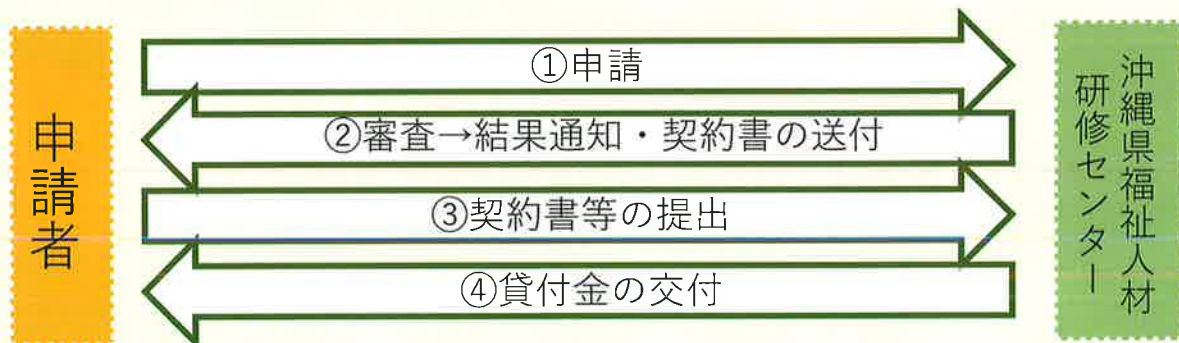 申請者
①申請
②審査→結果通知・契約書の送付
③契約書等の提出
④貸付金の交付
沖縄県福祉人材
研修センター